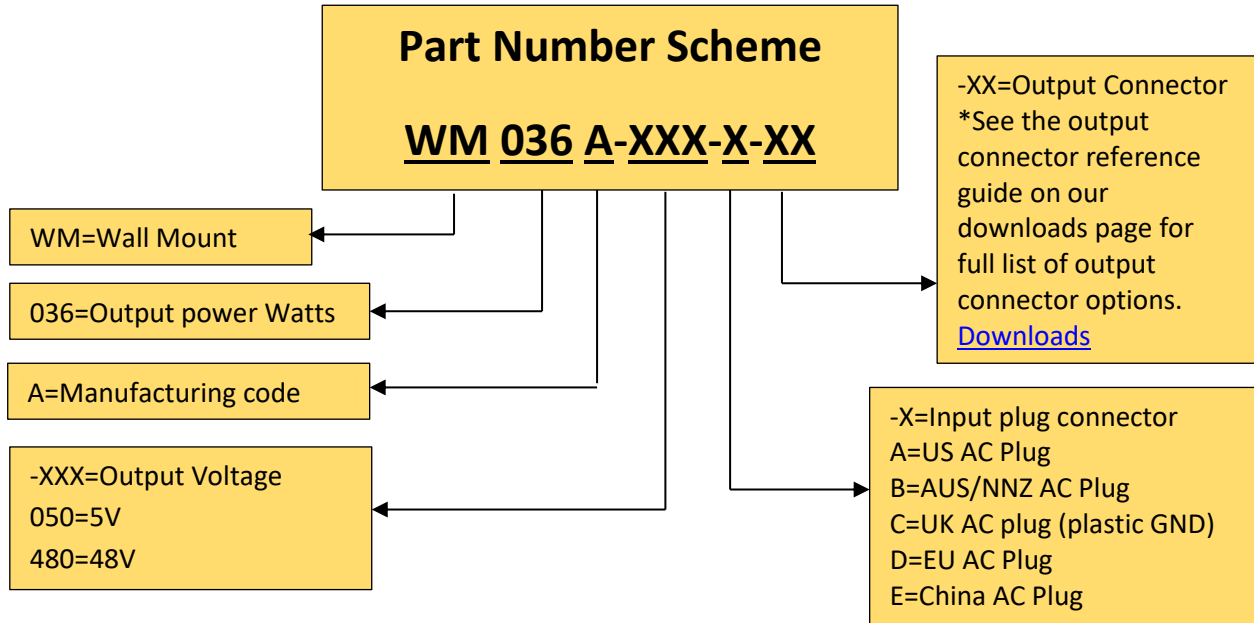 Part Number Scheme
WM 036 A-XXX-X-XX
WM=Wall Mount
036=Output power Watts
A=Manufacturing code
-XXX=Output Voltage
050=5V
480=48V
-XX=Output Connector
*See the output
connector reference
guide on our
downloads page for
full list of output
connector options.
Downloads
-X=Input plug connector
A=US AC Plug
B=AUS/NNZ AC Plug
C=UK AC plug (plastic GND)
D=EU AC Plug
E=China AC Plug